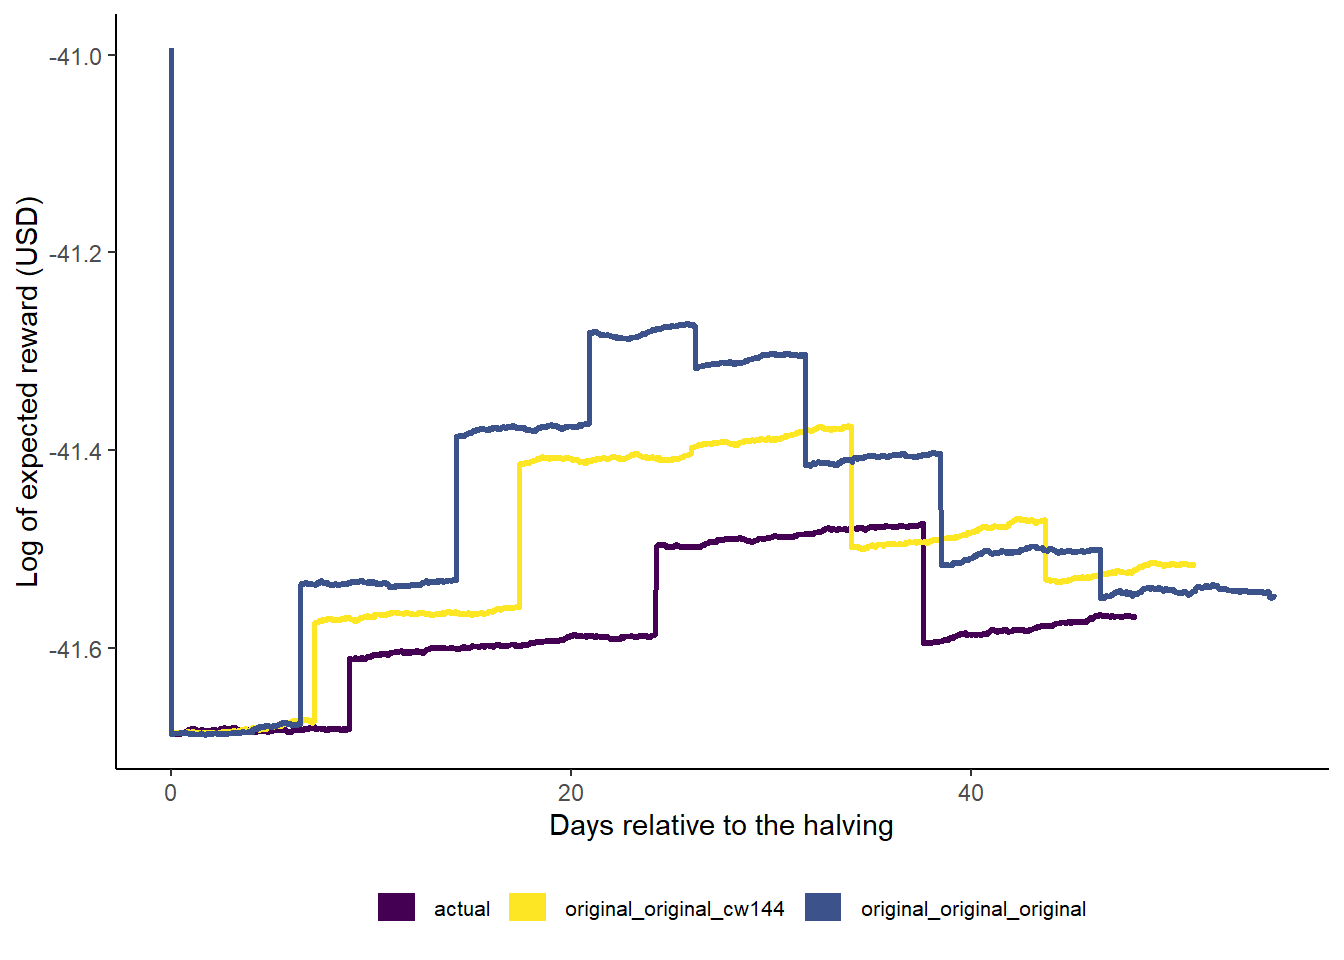 Log of expected reward (USD)
-41.0
-41.2
-41.4
-41.6
0 20 40
Days relative to the halving
actual original_original_cw144 original_original_original